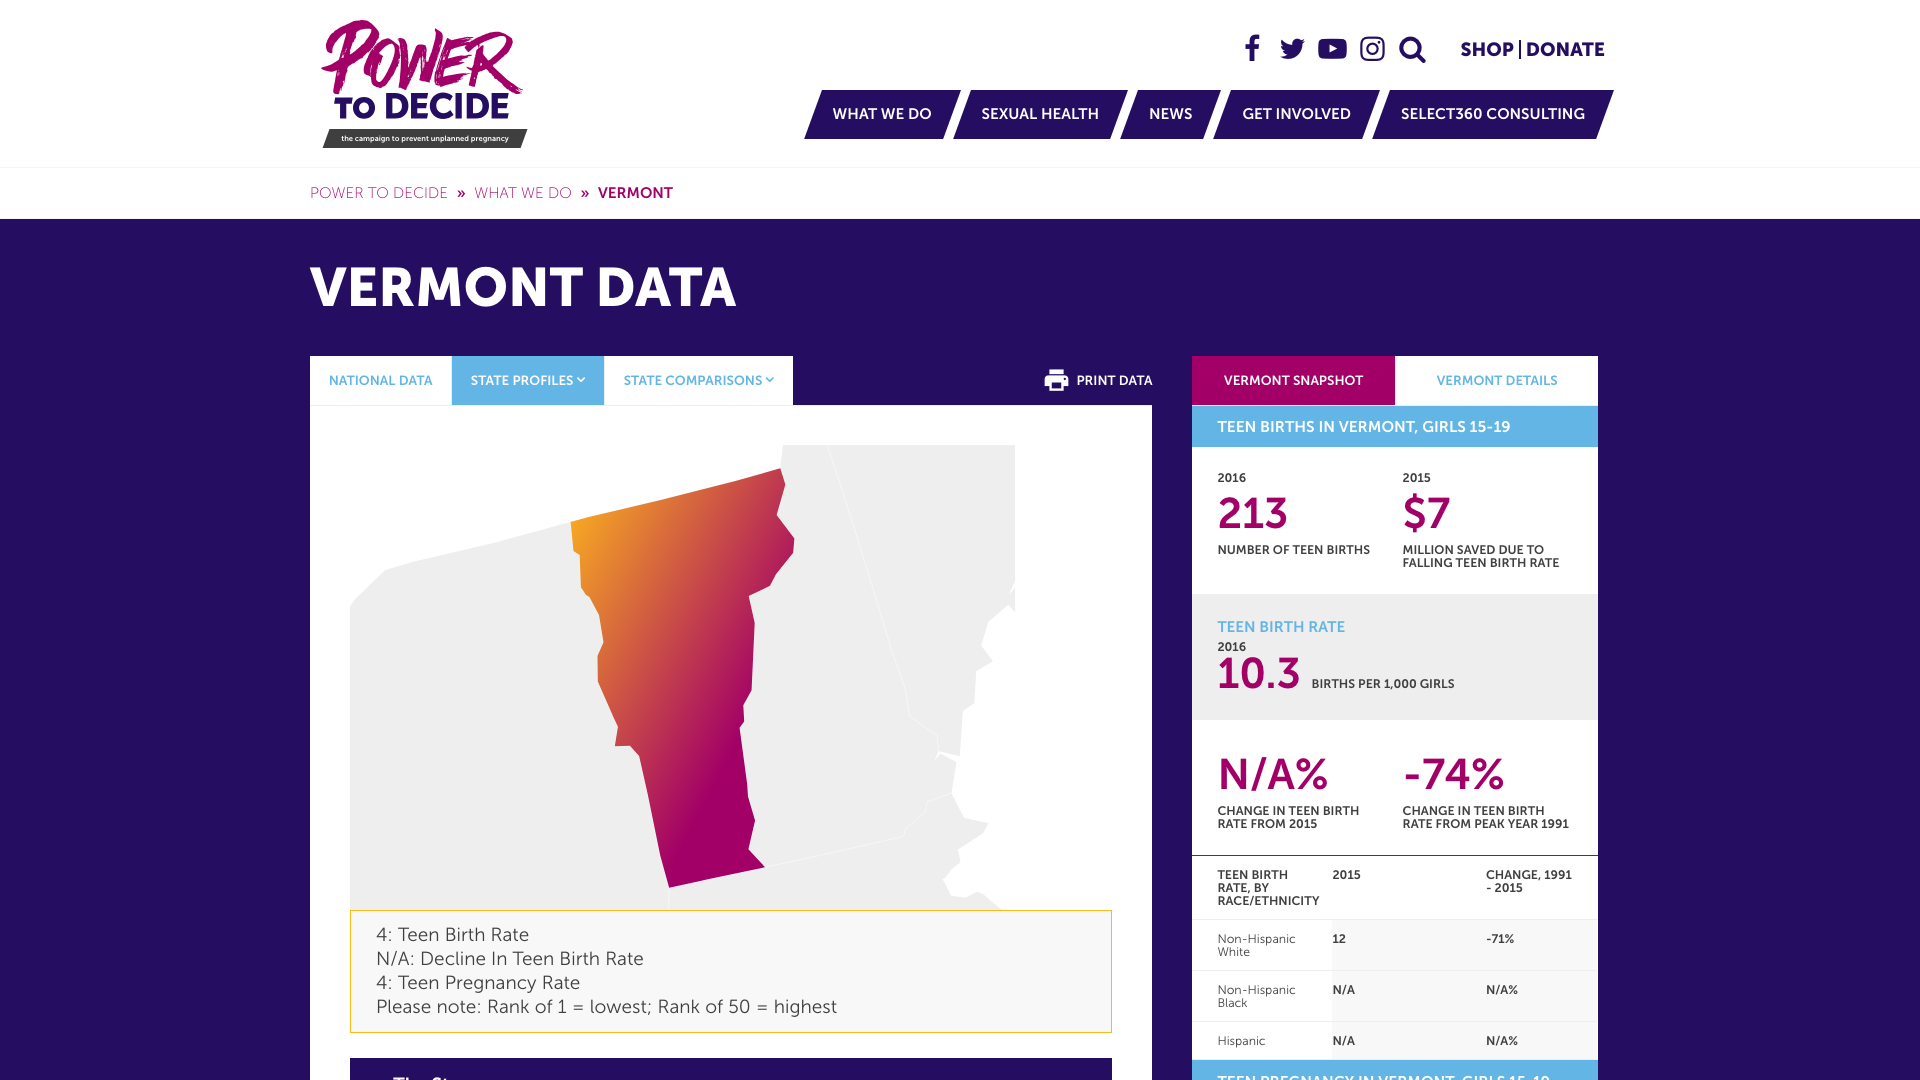 POWER
TO DECIDE
the campaign to prevent unplanned pregnancy
SHOP | DONATE
WHAT WE DO
SEXUAL HEALTH
NEWS
GET INVOLVED
SELECT360 CONSULTING
POWER TO DECIDE » WHAT WE DO » VERMONT
VERMONT DATA
NATIONAL DATA
STATE PROFILES
STATE COMPARISONS
PRINT DATA
4: Teen Birth Rate
N/A: Decline In Teen Birth Rate
4: Teen Pregnancy Rate
Please note: Rank of 1 = lowest; Rank of 50 = highest
VERMONT SNAPSHOT
VERMONT DETAILS
TEEN BIRTHS IN VERMONT, GIRLS 15-19
2016
213
NUMBER OF TEEN BIRTHS
2015
$7
MILLION SAVED DUE TO
FALLING TEEN BIRTH RATE
TEEN BIRTH RATE
2016
10.3 BIRTHS PER 1,000 GIRLS
N/A%
CHANGE IN TEEN BIRTH
RATE FROM 2015
-74%
CHANGE IN TEEN BIRTH
RATE FROM PEAK YEAR 1991
TEEN BIRTH
RATE, BY
RACE/ETHNICITY
2015
CHANGE, 1991
- 2015
Non-Hispanic
White
12
-71%
Non-Hispanic
Black
N/A
N/A%
Hispanic
N/A
N/A%
TEEN PREGNANCY IN VERMONT, GIRLS 15-19